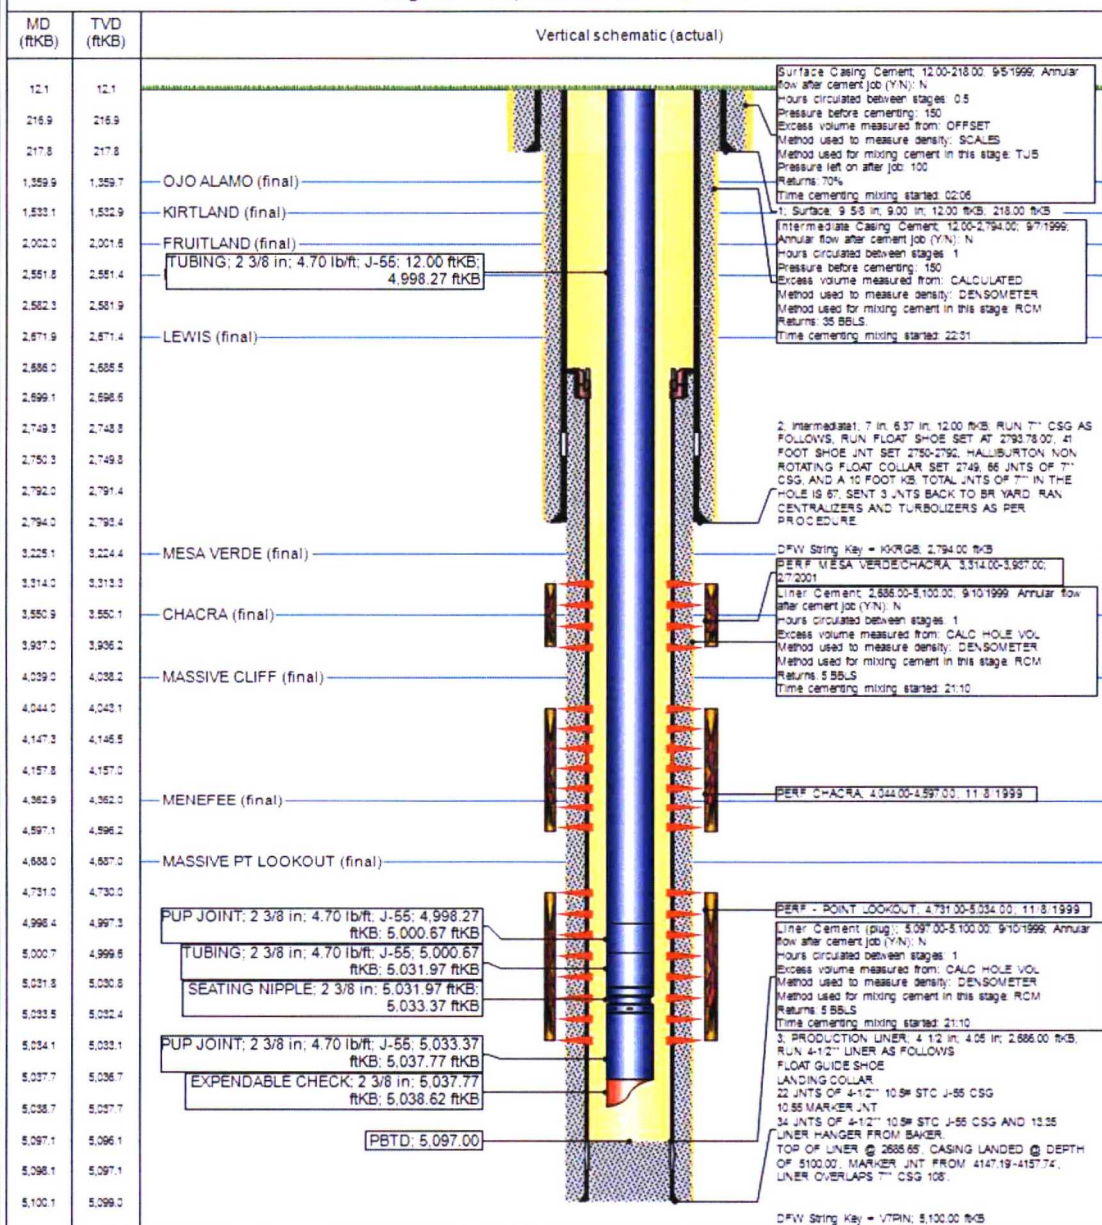 MD
(ftKB)
TVD
(ftKB)
Vertical schematic (actual)
12.1 12.1
216.9 216.9
217.8 217.8
1,359.9 1,359.7
1,533.1 1,532.9
2,002.0 2,001.6
2,551.8 2,551.4
2,582.3 2,581.9
2,671.9 2,671.4
2,686.0 2,685.5
2,699.1 2,698.6
2,749.3 2,748.8
2,750.3 2,749.8
2,792.0 2,791.4
2,794.0 2,793.4
3,225.1 3,224.4
3,314.0 3,313.3
3,550.9 3,550.1
3,937.0 3,936.2
4,039.0 4,038.2
4,044.0 4,043.1
4,147.3 4,146.5
4,157.8 4,157.0
4,362.9 4,362.0
4,597.1 4,596.2
4,688.0 4,687.0
4,731.0 4,730.0
4,998.4 4,997.3
5,000.7 4,999.6
5,031.8 5,030.8
5,033.5 5,032.4
5,034.1 5,033.1
5,037.7 5,036.7
5,038.7 5,037.7
5,097.1 5,096.1
5,098.1 5,097.1
5,100.1 5,099.0
OJO ALAMO (final)
KIRTLAND (final)
FRUITLAND (final)
TUBING; 2 3/8 in; 4.70 lb/ft; J-55; 12.00 ftKB;
4,998.27 ftKB
LEWIS (final)
MESA VERDE (final)
CHACRA (final)
MASSIVE CLIFF (final)
MENEFEE (final)
MASSIVE PT LOOKOUT (final)
PUP JOINT; 2 3/8 in; 4.70 lb/ft; J-55; 4,998.27
ftKB; 5,000.67 ftKB
TUBING; 2 3/8 in; 4.70 lb/ft; J-55; 5,000.67
ftKB; 5,031.97 ftKB
SEATING NIPPLE; 2 3/8 in; 5,031.97 ftKB;
5,033.37 ftKB
PUP JOINT; 2 3/8 in; 4.70 lb/ft; J-55; 5,033.37
ftKB; 5,037.77 ftKB
EXPENDABLE CHECK; 2 3/8 in; 5,037.77
ftKB; 5,038.62 ftKB
PBTD; 5,097.00
Surface Casing Cement; 12.00-218.00; 9/5/1999; Annular
flow after cement job (Y/N): N
Hours circulated between stages: 0.5
Pressure before cementing: 150
Excess volume measured from: OFFSET
Method used to measure density: SCALES
Method used for mixing cement in this stage: TUB
Pressure left on after job: 100
Returns: 70%
Time cementing mixing started: 02:06
1; Surface; 9 5/8 in; 9.00 in; 12.00 ftKB; 218.00 ftKB
Intermediate Casing Cement; 12.00-2,794.00; 9/7/1999;
Annular flow after cement job (Y/N): N
Hours circulated between stages: 1
Pressure before cementing: 150
Excess volume measured from: CALCULATED
Method used to measure density: DENSOMETER
Method used for mixing cement in this stage: RCM
Returns: 35 BBLS.
Time cementing mixing started: 22:31
2; Intermediate1; 7 in; 6.37 in; 12.00 ftKB; RUN 7"" CSG AS
FOLLOWS, RUN FLOAT SHOE SET AT 2793.78.00', 41
FOOT SHOE JNT SET 2750-2792, HALLIBURTON NON
ROTATING FLOAT COLLAR SET 2749, 66 JNTS OF 7""
CSG, AND A 10 FOOT KB, TOTAL JNTS OF 7"" IN THE
HOLE IS 67, SENT 3 JNTS BACK TO BR YARD, RAN
CENTRALIZERS AND TURBOLIZERS AS PER
PROCEDURE
DFW String Key = KKRGB; 2,794.00 ftKB
PERF MESA VERDE/CHACRA; 3,314.00-3,937.00;
2/7/2001
Liner Cement; 2,686.00-5,100.00; 9/10/1999; Annular flow
after cement job (Y/N): N
Hours circulated between stages: 1
Excess volume measured from: CALC HOLE VOL
Method used to measure density: DENSOMETER
Method used for mixing cement in this stage: RCM
Returns: 5 BBLS
Time cementing mixing started: 21:10
PERF CHACRA; 4,044.00-4,597.00; 11/8/1999
PERF - POINT LOOKOUT; 4,731.00-5,034.00; 11/8/1999
Liner Cement (plug); 5,097.00-5,100.00; 9/10/1999; Annular
flow after cement job (Y/N): N
Hours circulated between stages: 1
Excess volume measured from: CALC HOLE VOL
Method used to measure density: DENSOMETER
Method used for mixing cement in this stage: RCM
Returns: 5 BBLS
Time cementing mixing started: 21:10
3; PRODUCTION LINER; 4 1/2 in; 4.05 in; 2,686.00 ftKB;
RUN 4-1/2"" LINER AS FOLLOWS
FLOAT GUIDE SHOE
LANDING COLLAR
22 JNTS OF 4-1/2"" 10.5# STC J-55 CSG
10.55 MARKER JNT
34 JNTS OF 4-1/2"" 10.5# STC J-55 CSG AND 13.35
LINER HANGER FROM BAKER.
TOP OF LINER @ 2685.65', CASING LANDED @ DEPTH
OF 5100.00', MARKER JNT FROM 4147.19'-4157.74',
LINER OVERLAPS 7"" CSG 108'.
DFW String Key = V7PIN; 5,100.00 ftKB